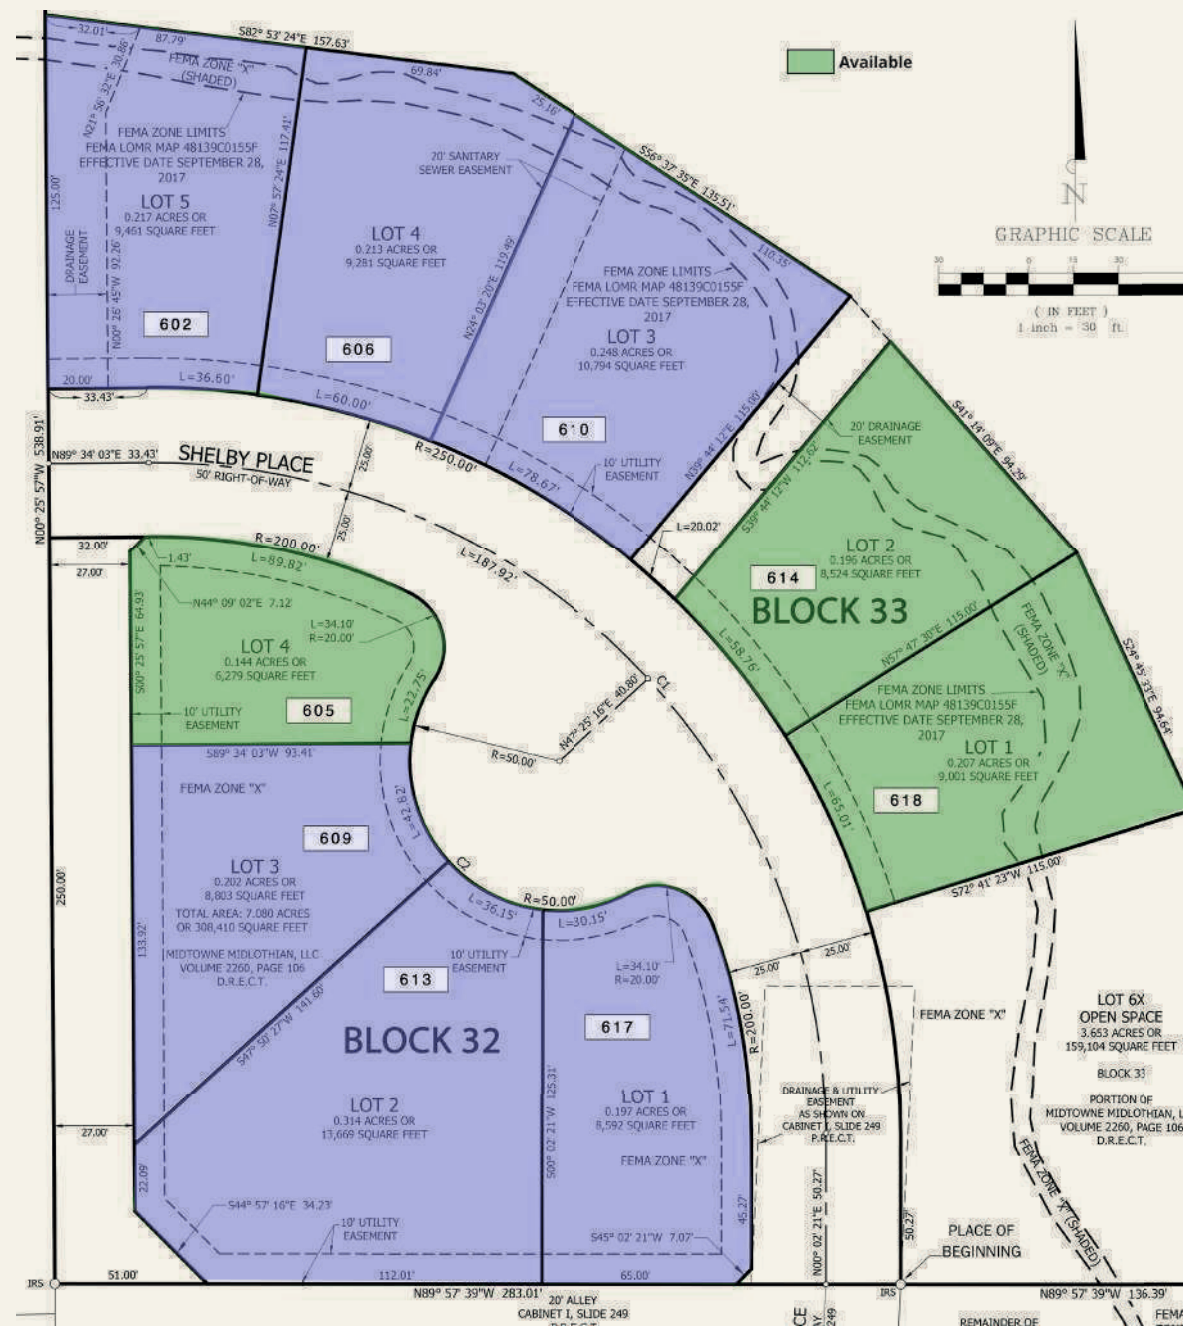 32.01'
87.79'
S82° 53' 24"E 157.63'
Available
FEMA ZONE "X"
(SHADED)
69.84'
25.16'
N21° 56' 32"E 30.86'
FEMA ZONE LIMITS
FEMA LOMR MAP 48139C0155F
EFFECTIVE DATE SEPTEMBER 28,
2017
LOT 5
0.217 ACRES OR
9,461 SQUARE FEET
125.00'
DRAINAGE
EASEMENT
N00° 26' 45"W 92.26'
602
N07° 57' 24"E 117.41'
20' SANITARY
SEWER EASEMENT
S56° 37' 35"E 135.51'
N
GRAPHIC SCALE
30 0 15 30
( IN FEET )
1 inch = 30 ft.
LOT 4
0.213 ACRES OR
9,281 SQUARE FEET
606
N24° 03' 20"E 119.49'
110.35'
FEMA ZONE LIMITS
FEMA LOMR MAP 48139C0155F
EFFECTIVE DATE SEPTEMBER 28,
2017
LOT 3
0.248 ACRES OR
10,794 SQUARE FEET
610
N39° 44' 12"E 115.00'
20.00'
33.43'
L=36.60'
L=60.00'
R=250.00'
L=78.67'
10' UTILITY
EASEMENT
20' DRAINAGE
EASEMENT
S41° 14' 09"E 94.29'
N00° 25' 57"W 538.91'
N89° 34' 03"E 33.43'
SHELBY PLACE
50' RIGHT-OF-WAY
25.00'
25.00'
L=187.92'
L=20.02'
S39° 44' 12"W 112.62'
LOT 2
0.196 ACRES OR
8,524 SQUARE FEET
614
BLOCK 33
32.00'
27.00'
1.43'
R=200.00'
L=89.82'
N44° 09' 02"E 7.12'
L=34.10'
R=20.00'
S00° 25' 57"E 64.93'
LOT 4
0.144 ACRES OR
6,279 SQUARE FEET
605
10' UTILITY
EASEMENT
L=22.75'
S89° 34' 03"W 93.41'
R=50.00'
N47° 25' 16"E 40.80'
C1
L=58.76'
N57° 47' 30"E 115.00'
FEMA ZONE "X"
(SHADED)
S24° 45' 33"E 94.64'
FEMA ZONE LIMITS
FEMA LOMR MAP 48139C0155F
EFFECTIVE DATE SEPTEMBER 28,
2017
LOT 1
0.207 ACRES OR
9,001 SQUARE FEET
618
L=65.01'
S72° 41' 23"W 115.00'
FEMA ZONE "X"
609
L=42.82'
C2
LOT 3
0.202 ACRES OR
8,803 SQUARE FEET
TOTAL AREA: 7.080 ACRES
OR 308,410 SQUARE FEET
MIDTOWNE MIDLOTHIAN, LLC
VOLUME 2260, PAGE 106
D.R.E.C.T.
250.00'
133.92'
S47° 50' 27"W 141.60'
L=36.15'
R=50.00'
L=30.15'
10' UTILITY
EASEMENT
L=34.10'
R=20.00'
25.00'
25.00'
613
617
BLOCK 32
L=71.54'
R=200.00'
FEMA ZONE "X"
LOT 6X
OPEN SPACE
3.653 ACRES OR
159,104 SQUARE FEET
BLOCK 33
PORTION OF
MIDTOWNE MIDLOTHIAN, L
VOLUME 2260, PAGE 106
D.R.E.C.T.
LOT 2
0.314 ACRES OR
13,669 SQUARE FEET
S00° 02' 21"W 125.31'
LOT 1
0.197 ACRES OR
8,592 SQUARE FEET
FEMA ZONE "X"
DRAINAGE & UTILITY
EASEMENT
AS SHOWN ON
CABINET I, SLIDE 249
P.R.E.C.T.
27.00'
22.09'
S44° 57' 16"E 34.23'
10' UTILITY
EASEMENT
S45° 02' 21"W 7.07'
45.27'
N00° 02' 21"E 50.27'
50.27'
FEMA ZONE "X" (SHADED)
PLACE OF
BEGINNING
IRS
51.00'
112.01'
65.00'
IRS
N89° 57' 39"W 283.01'
N89° 57' 39"W 136.39'
20' ALLEY
CABINET I, SLIDE 249
REMAINDER OF
FEMA
249